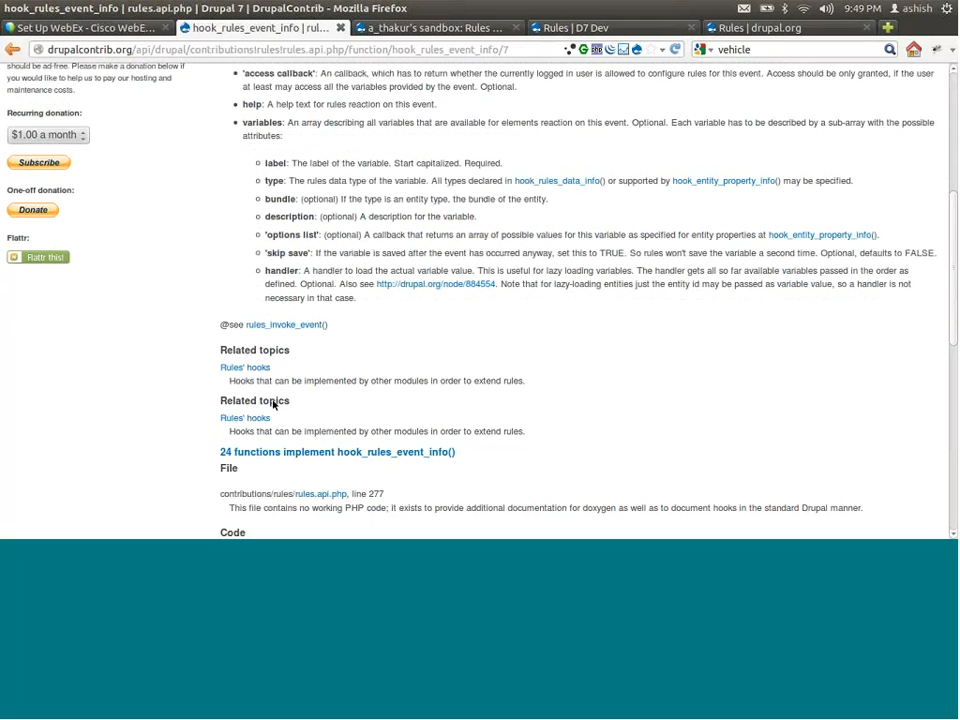 hook_rules_event_info | rules.api.php | Drupal 7 | DrupalContrib - Mozilla Firefox
9:49 PM ashish
Set Up WebEx - Cisco WebE...
hook_rules_event_info | rul...
a_thakur's sandbox: Rules ...
Rules | D7 Dev
Rules | drupal.org
drupalcontrib.org/api/drupal/contributions!rules!rules.api.php/function/hook_rules_event_info/7
vehicle
should be ad-free. Please make a donation below if
you would like to help us to pay our hosting and
maintenance costs.
Recurring donation:
$1.00 a month
Subscribe
One-off donation:
Donate
Flattr:
Flattr this!
'access callback': An callback, which has to return whether the currently logged in user is allowed to configure rules for this event. Access should be only granted, if the user
at least may access all the variables provided by the event. Optional.
help: A help text for rules reaction on this event.
variables: An array describing all variables that are available for elements reaction on this event. Optional. Each variable has to be described by a sub-array with the possible
attributes:
label: The label of the variable. Start capitalized. Required.
type: The rules data type of the variable. All types declared in hook_rules_data_info() or supported by hook_entity_property_info() may be specified.
bundle: (optional) If the type is an entity type, the bundle of the entity.
description: (optional) A description for the variable.
'options list': (optional) A callback that returns an array of possible values for this variable as specified for entity properties at hook_entity_property_info().
'skip save': If the variable is saved after the event has occurred anyway, set this to TRUE. So rules won't save the variable a second time. Optional, defaults to FALSE.
handler: A handler to load the actual variable value. This is useful for lazy loading variables. The handler gets all so far available variables passed in the order as
defined. Optional. Also see http://drupal.org/node/884554. Note that for lazy-loading entities just the entity id may be passed as variable value, so a handler is not
necessary in that case.
@see rules_invoke_event()
Related topics
Rules' hooks
Hooks that can be implemented by other modules in order to extend rules.
Related topics
Rules' hooks
Hooks that can be implemented by other modules in order to extend rules.
24 functions implement hook_rules_event_info()
File
contributions/rules/rules.api.php, line 277
This file contains no working PHP code; it exists to provide additional documentation for doxygen as well as to document hooks in the standard Drupal manner.
Code